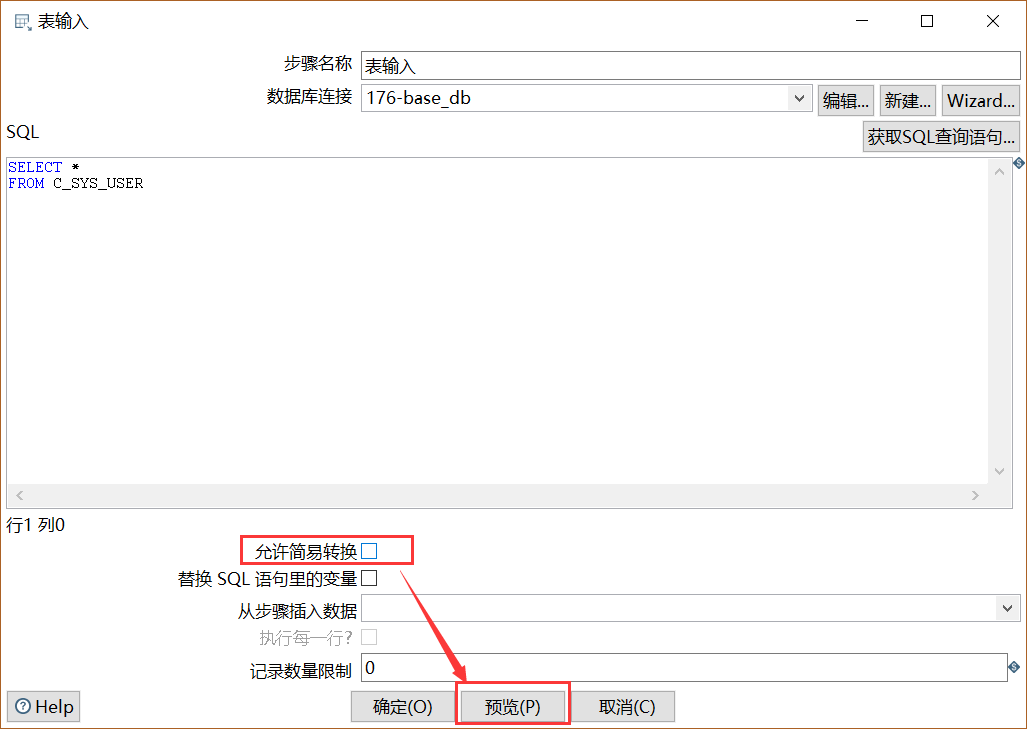 表输入
步骤名称 表输入
数据库连接 176-base_db 编辑... 新建... Wizard...
SQL 获取SQL查询语句...
SELECT *
FROM C_SYS_USER
行1 列0
允许简易转换
替换 SQL 语句里的变量
从步骤插入数据
执行每一行?
记录数量限制 0
Help 确定(O) 预览(P) 取消(C)